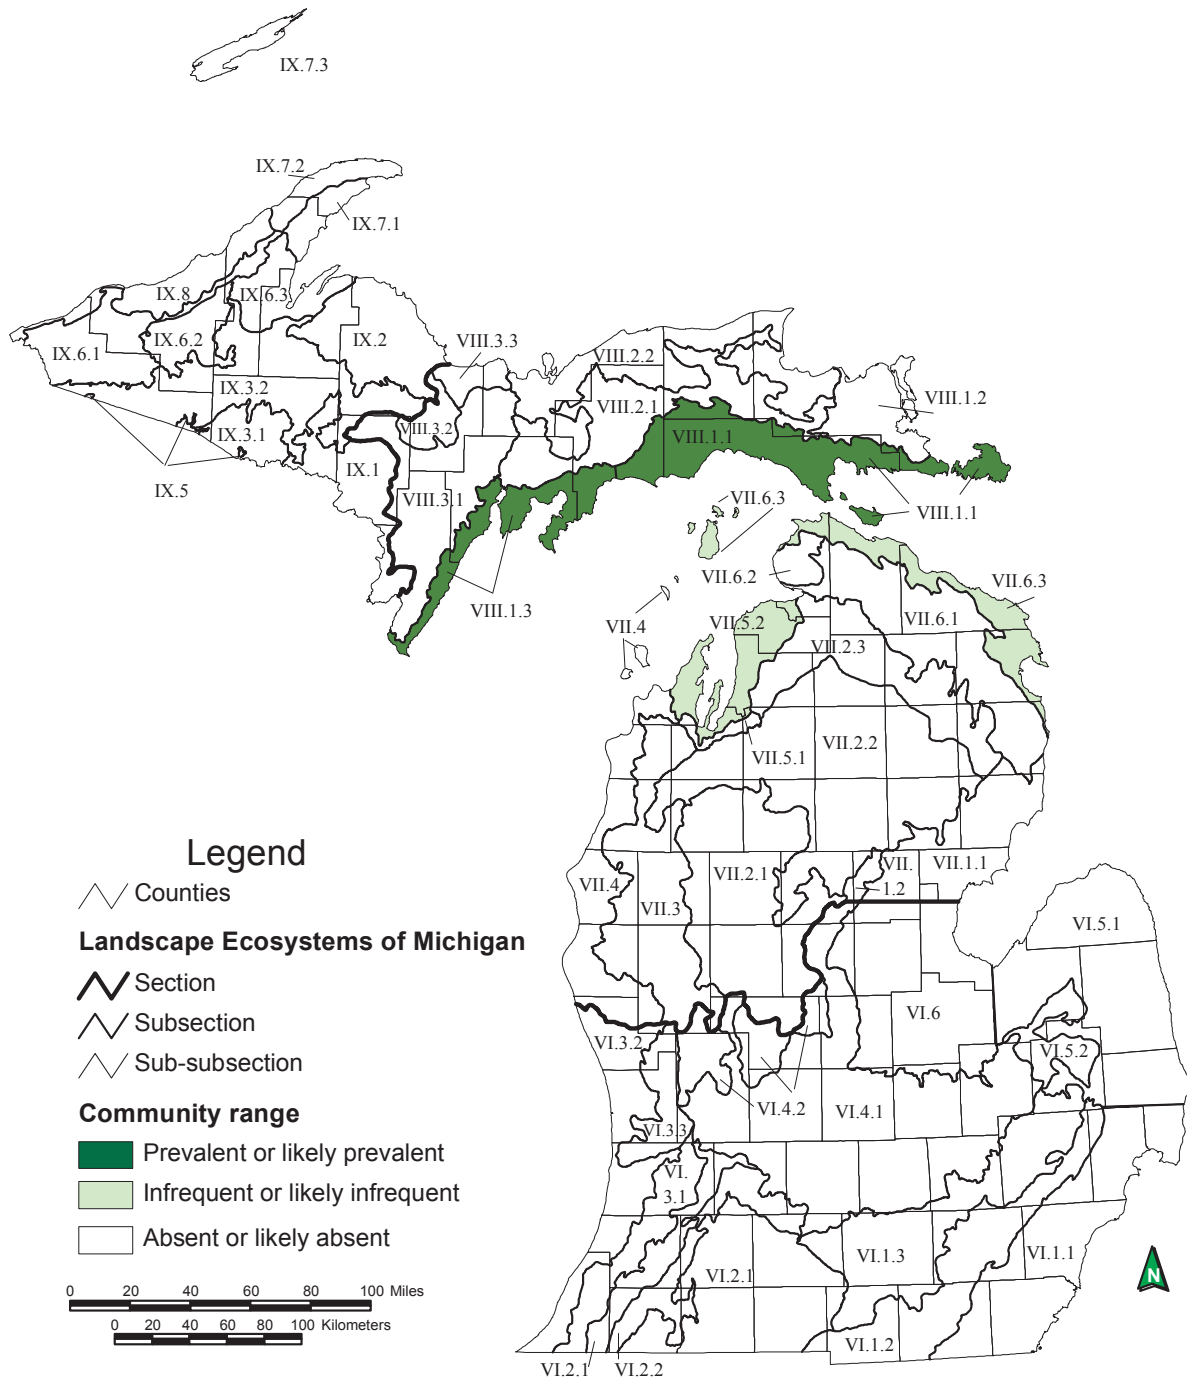 IX.7.3
IX.7.2
IX.7.1
IX.8
IX.6.3
IX.6.2
IX.6.1
IX.2
VIII.3.3
VIII.2.2
VIII.1.2
IX.3.2
VIII.2.1
VIII.3.2
IX.3.1
VIII.1.1
IX.1
IX.5
VIII.3.1
VII.6.3
VIII.1.1
VII.6.2
VII.6.3
VIII.1.3
VII.6.1
VII.4
VII.5.2
VII.2.3
VII.2.2
VII.5.1
Legend
Counties
Landscape Ecosystems of Michigan
Section
Subsection
Sub-subsection
Community range
Prevalent or likely prevalent
Infrequent or likely infrequent
Absent or likely absent
0 20 40 60 80 100 Miles
0 20 40 60 80 100 Kilometers
VII.4
VII.3
VII.2.1
VII.
1.2
VII.1.1
VI.5.1
VI.6
VI.3.2
VI.5.2
VI.4.2
VI.4.1
VI.3.3
VI.
3.1
VI.1.3
VI.1.1
VI.2.1
VI.1.2
VI.2.1
VI.2.2
N